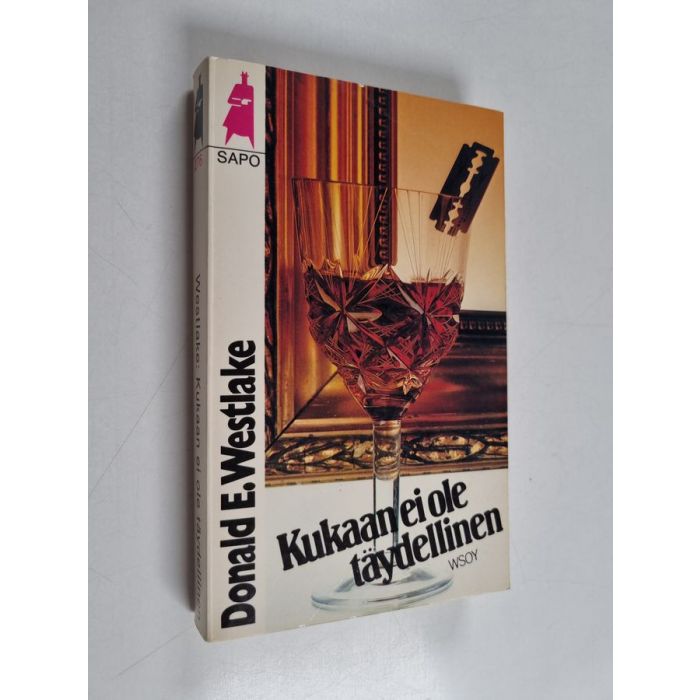 SAPO
Donald E. Westlake
Kukaan ei ole
täydellinen
WSOY
Westlake: Kukaan ei ole täydellinen